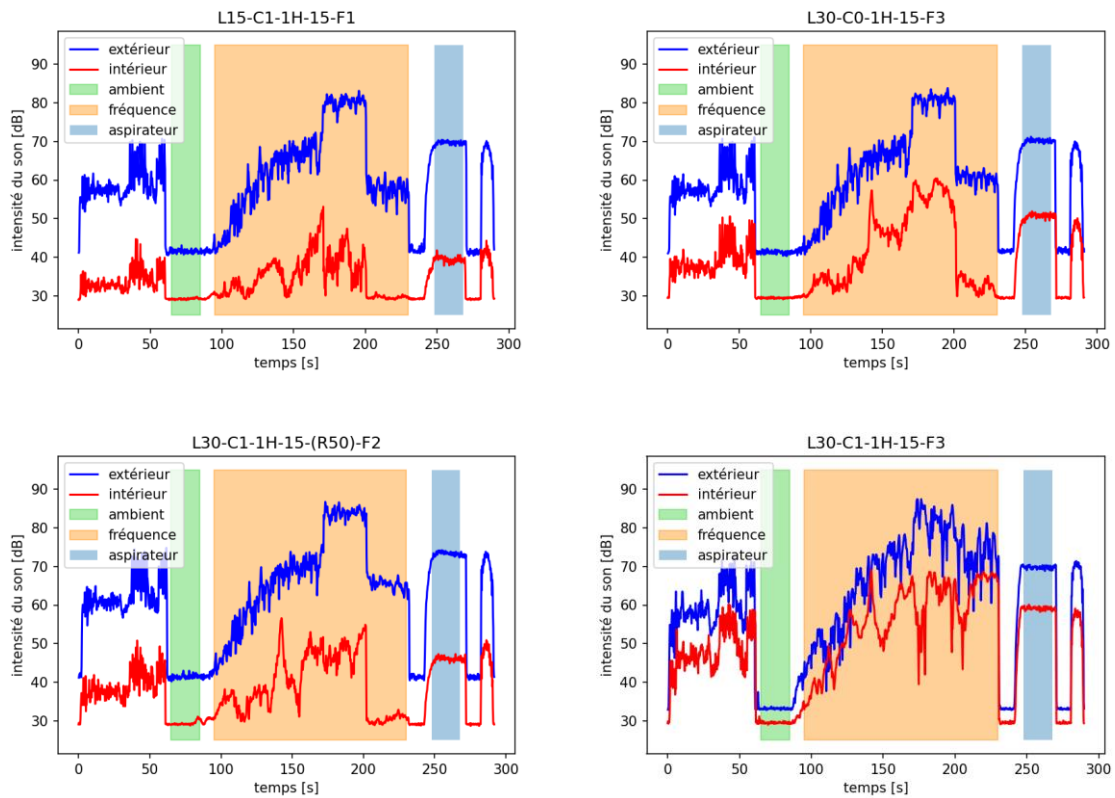 L15-C1-1H-15-F1
intensité du son [dB]
90
80
70
60
50
40
30
extérieur
intérieur
ambient
fréquence
aspirateur
0 50 100 150 200 250 300
temps [s]
L30-C0-1H-15-F3
intensité du son [dB]
90
80
70
60
50
40
30
extérieur
intérieur
ambient
fréquence
aspirateur
0 50 100 150 200 250 300
temps [s]
L30-C1-1H-15-(R50)-F2
intensité du son [dB]
90
80
70
60
50
40
30
extérieur
intérieur
ambient
fréquence
aspirateur
0 50 100 150 200 250 300
temps [s]
L30-C1-1H-15-F3
intensité du son [dB]
90
80
70
60
50
40
30
extérieur
intérieur
ambient
fréquence
aspirateur
0 50 100 150 200 250 300
temps [s]